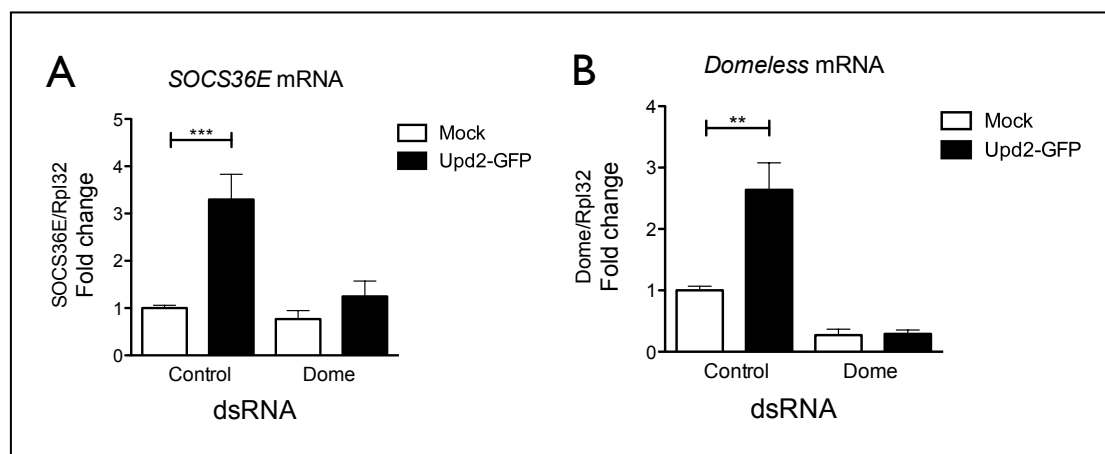 A
SOCS36E mRNA
SOCS36E/Rpl32
Fold change
5
4
3
2
1
0
***
Mock
Upd2-GFP
Control
Dome
dsRNA
B
Domeless mRNA
Dome/Rpl32
Fold change
4
3
2
1
0
**
Mock
Upd2-GFP
Control
Dome
dsRNA